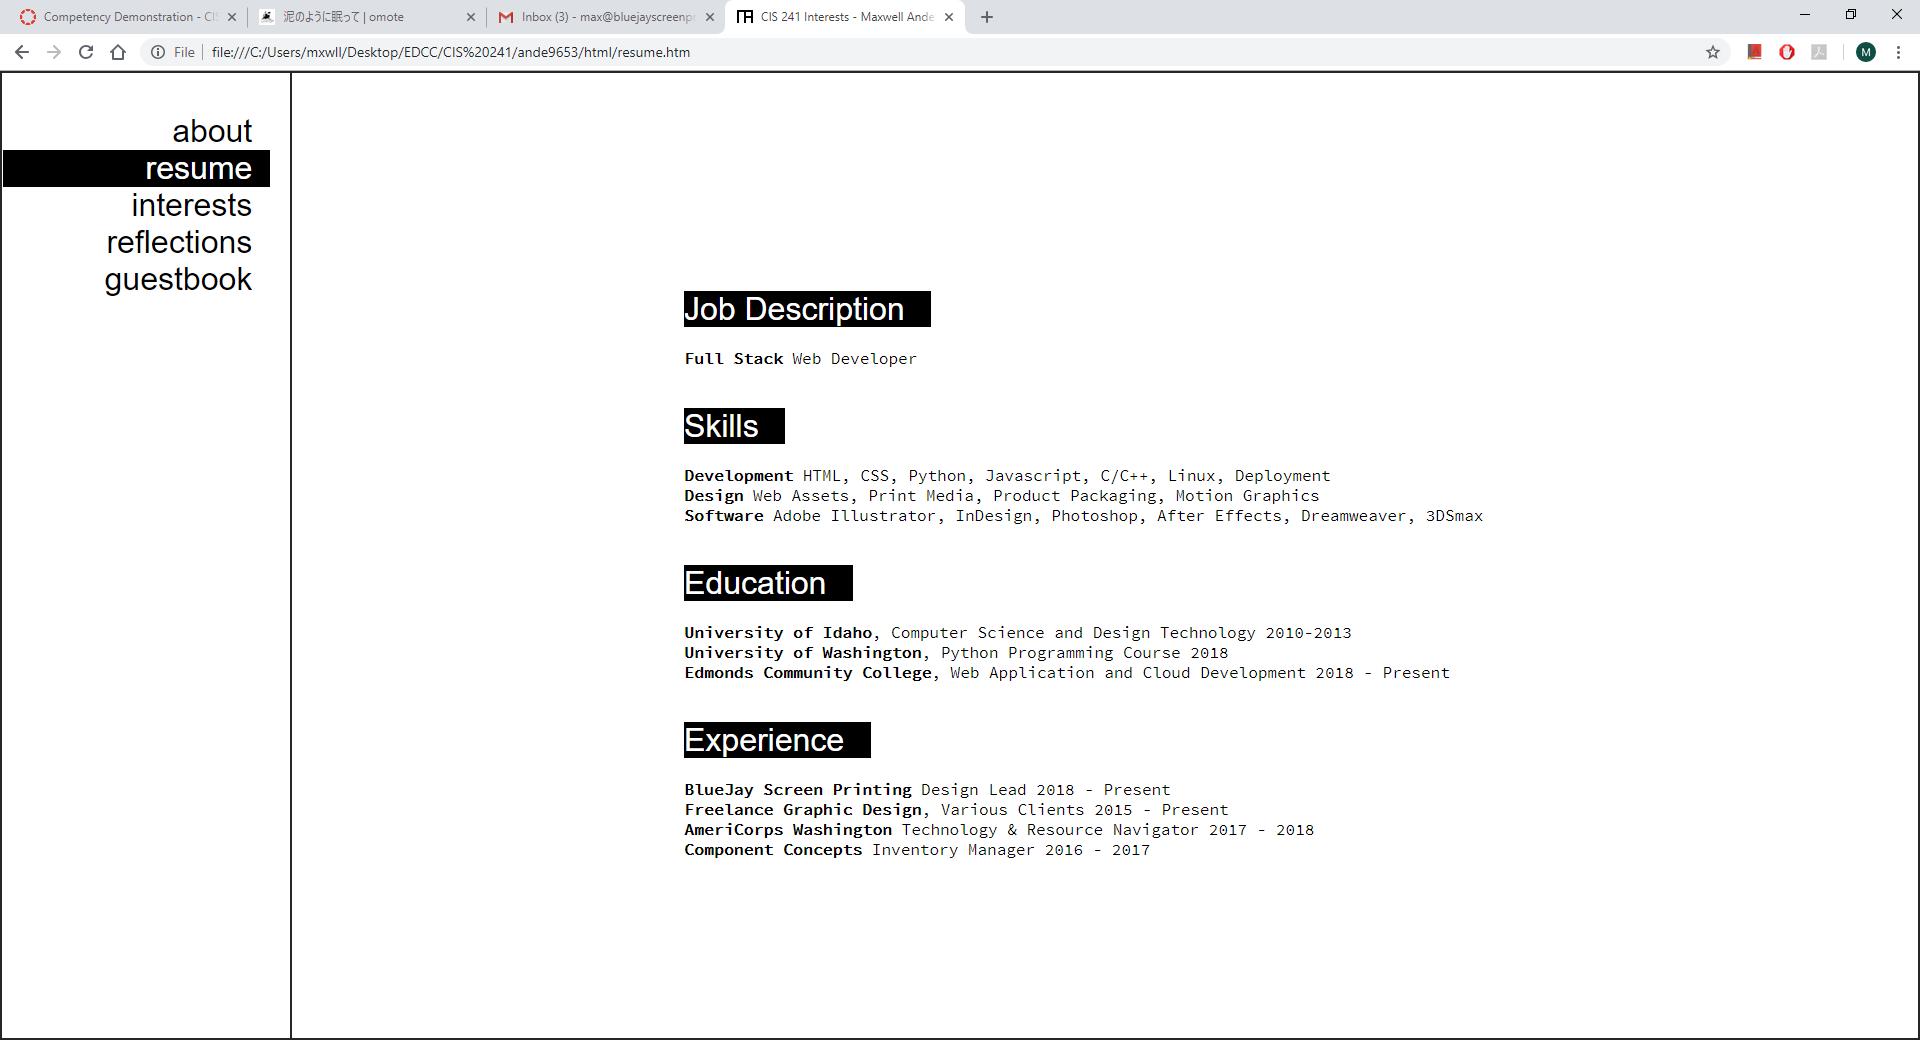 Competency Demonstration - CIS
泥のように眠って | omote
Inbox (3) - max@bluejayscreenp
CIS 241 Interests - Maxwell Ande
File
file:///C:/Users/mxwll/Desktop/EDCC/CIS%20241/ande9653/html/resume.htm
M
about
resume
interests
reflections
guestbook
Job Description
Full Stack Web Developer
Skills
Development HTML, CSS, Python, Javascript, C/C++, Linux, Deployment
Design Web Assets, Print Media, Product Packaging, Motion Graphics
Software Adobe Illustrator, InDesign, Photoshop, After Effects, Dreamweaver, 3DSmax
Education
University of Idaho, Computer Science and Design Technology 2010-2013
University of Washington, Python Programming Course 2018
Edmonds Community College, Web Application and Cloud Development 2018 - Present
Experience
BlueJay Screen Printing Design Lead 2018 - Present
Freelance Graphic Design, Various Clients 2015 - Present
AmeriCorps Washington Technology & Resource Navigator 2017 - 2018
Component Concepts Inventory Manager 2016 - 2017